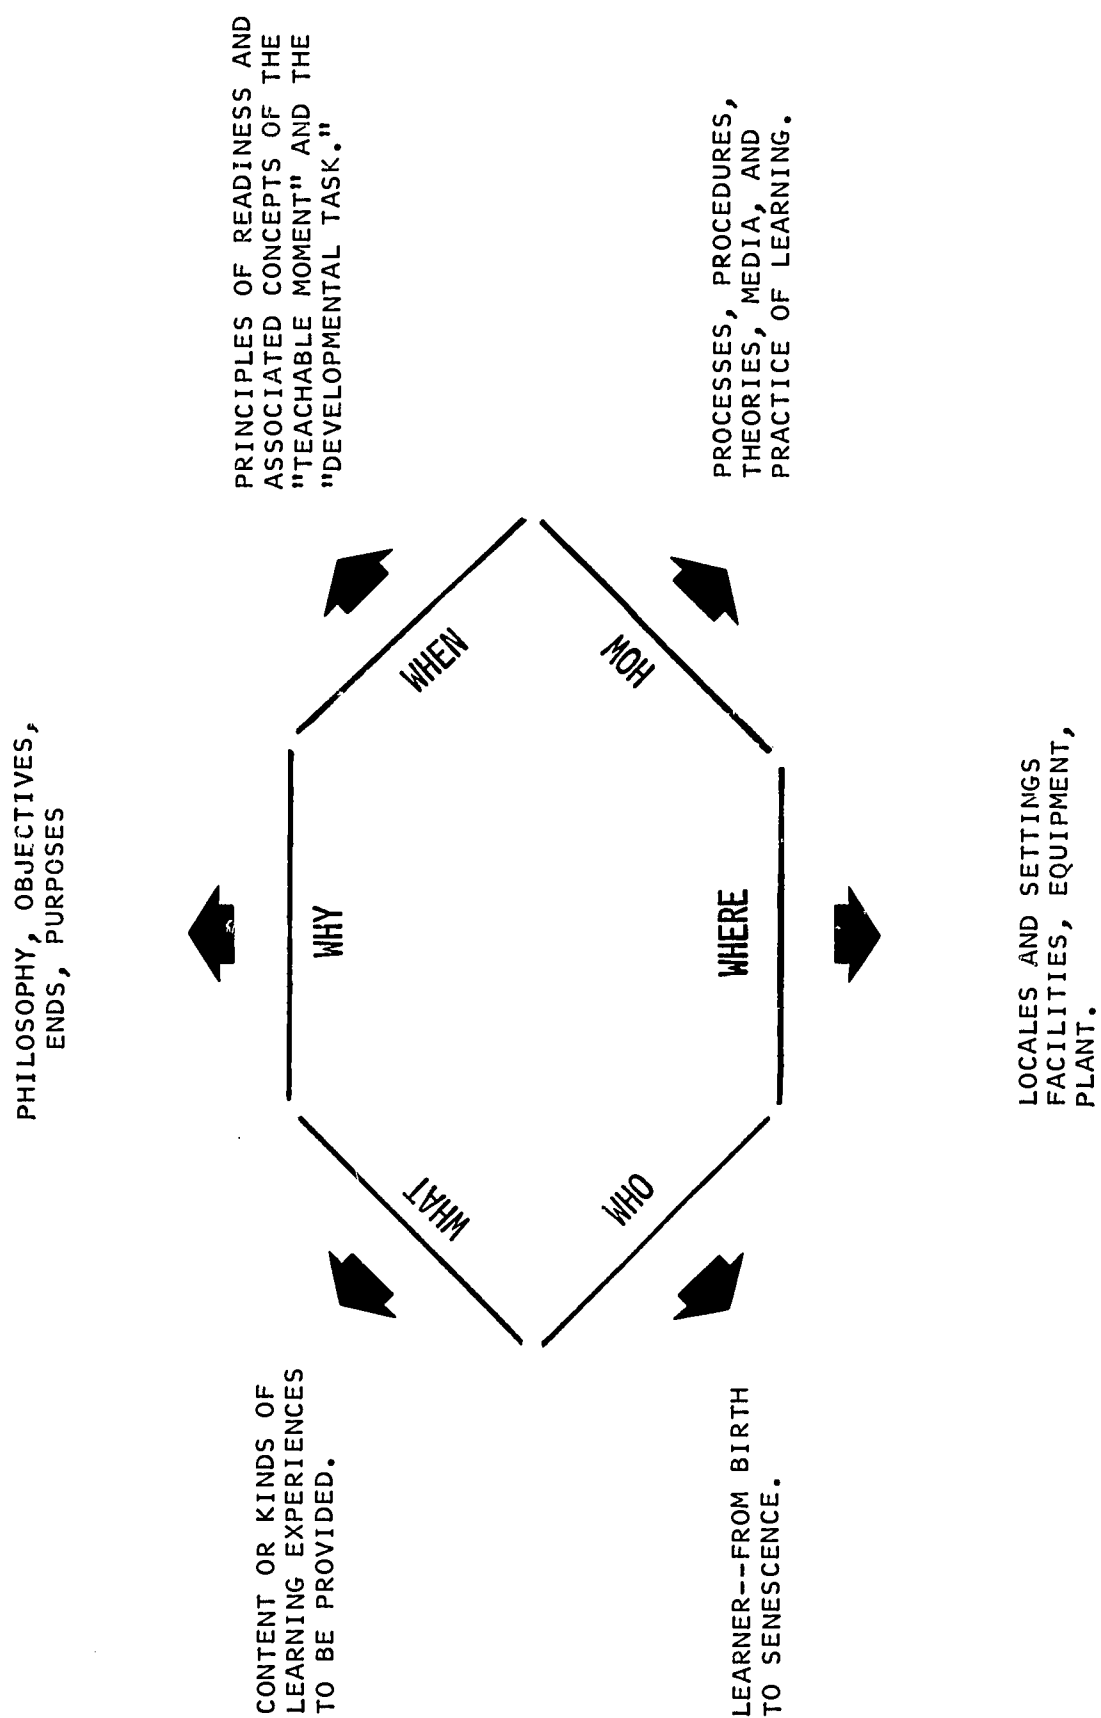 PHILOSOPHY, OBJECTIVES,
ENDS, PURPOSES
CONTENT OR KINDS OF
LEARNING EXPERIENCES
TO BE PROVIDED.
PRINCIPLES OF READINESS AND
ASSOCIATED CONCEPTS OF THE
"TEACHABLE MOMENT" AND THE
"DEVELOPMENTAL TASK."
WHY
WHAT
WHEN
WHO
HOW
WHERE
LEARNER--FROM BIRTH
TO SENESCENCE.
PROCESSES, PROCEDURES,
THEORIES, MEDIA, AND
PRACTICE OF LEARNING.
LOCALES AND SETTINGS
FACILITIES, EQUIPMENT,
PLANT.